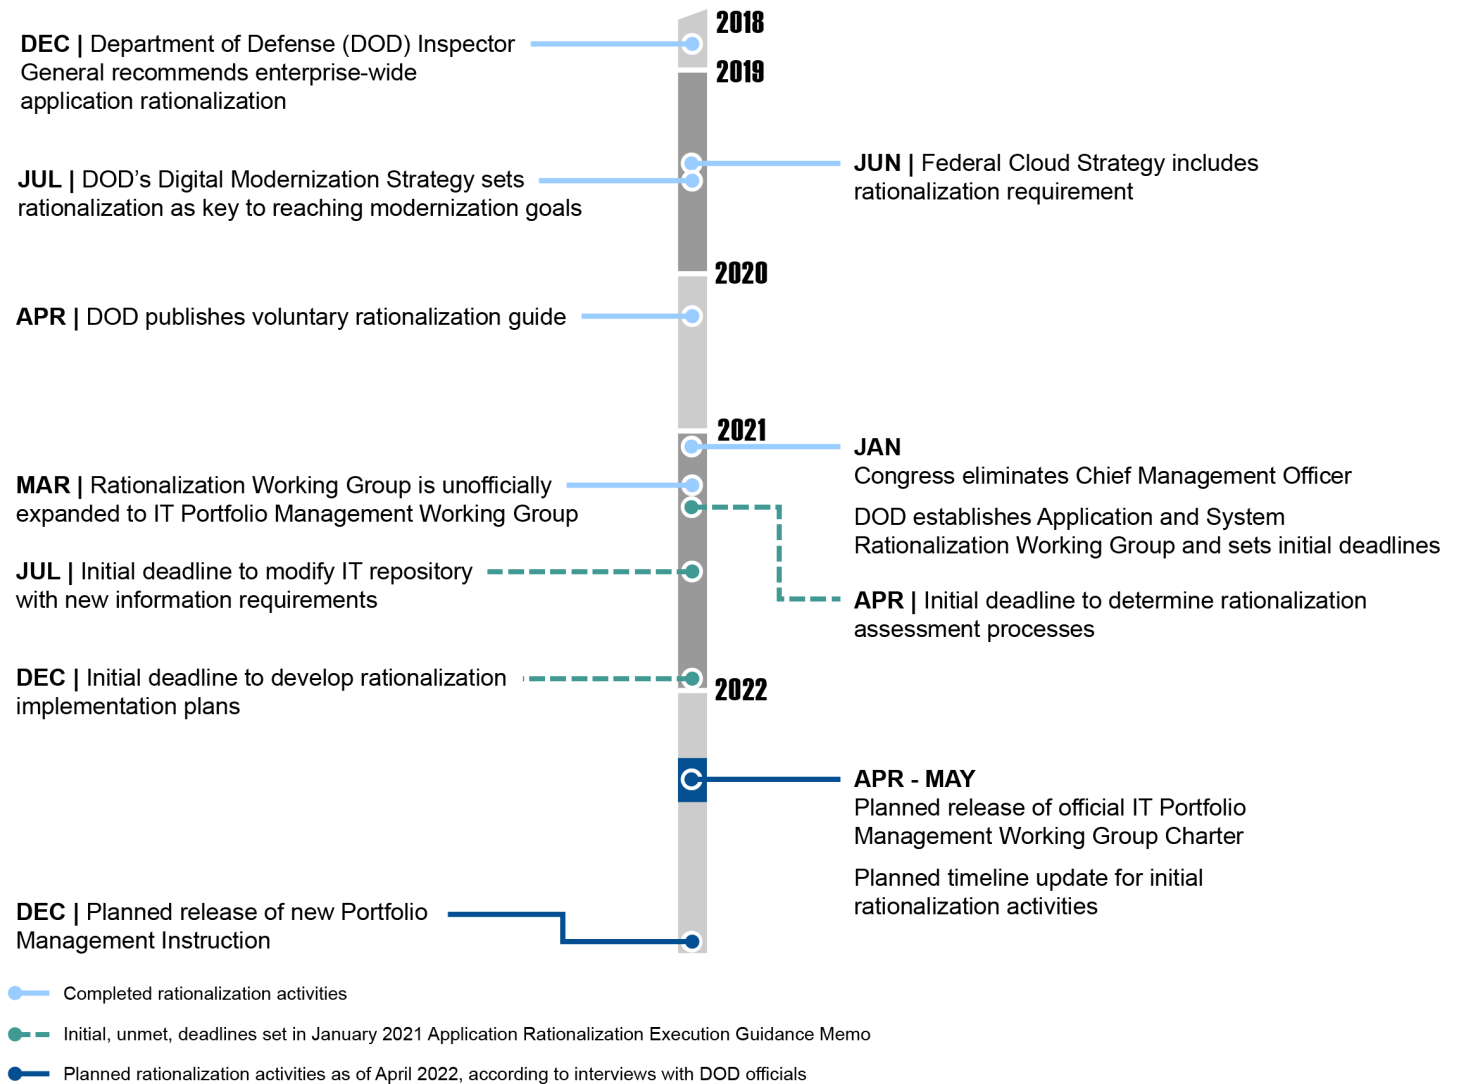 2018
DEC | Department of Defense (DOD) Inspector
General recommends enterprise-wide
application rationalization
2019
JUN | Federal Cloud Strategy includes
rationalization requirement
JUL | DOD’s Digital Modernization Strategy sets
rationalization as key to reaching modernization goals
2020
APR | DOD publishes voluntary rationalization guide
2021
JAN
Congress eliminates Chief Management Officer
DOD establishes Application and System
Rationalization Working Group and sets initial deadlines
MAR | Rationalization Working Group is unofficially
expanded to IT Portfolio Management Working Group
APR | Initial deadline to determine rationalization
assessment processes
JUL | Initial deadline to modify IT repository
with new information requirements
DEC | Initial deadline to develop rationalization
implementation plans
2022
APR - MAY
Planned release of official IT Portfolio
Management Working Group Charter
Planned timeline update for initial
rationalization activities
DEC | Planned release of new Portfolio
Management Instruction
Completed rationalization activities
Initial, unmet, deadlines set in January 2021 Application Rationalization Execution Guidance Memo
Planned rationalization activities as of April 2022, according to interviews with DOD officials